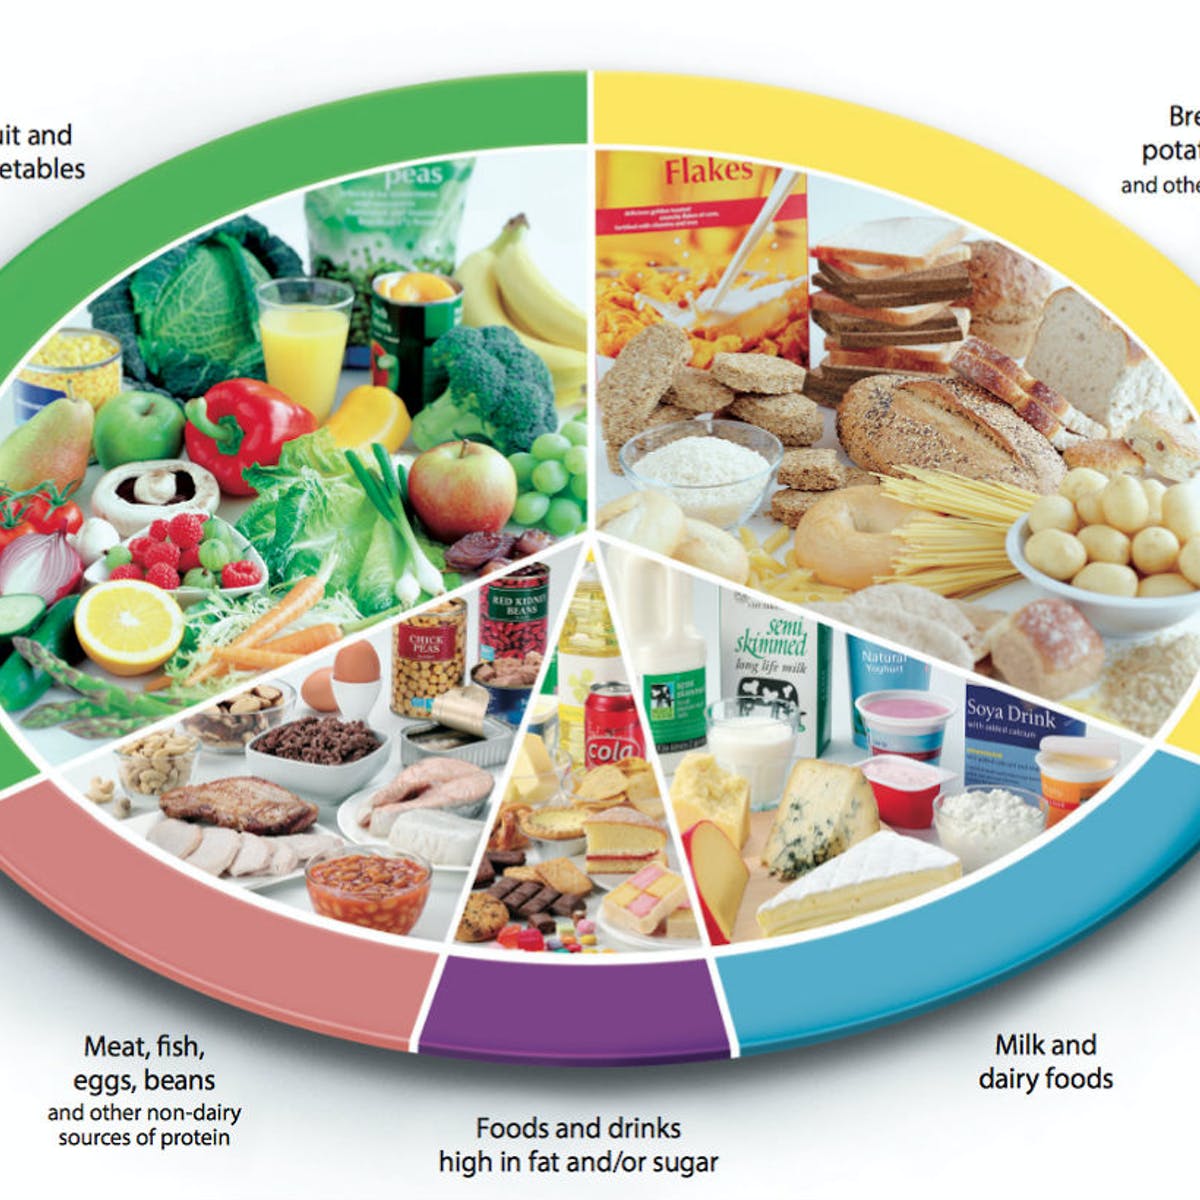 uit and
etables
Bre
potat
and othe
peas
Flakes
CHICK
PEAS
RED KIDNEY
BEANS
cola
semi
skimmed
long life milk
Natural
Yoghurt
Soya Drink
with added calcium
Meat, fish,
eggs, beans
and other non-dairy
sources of protein
Foods and drinks
high in fat and/or sugar
Milk and
dairy foods